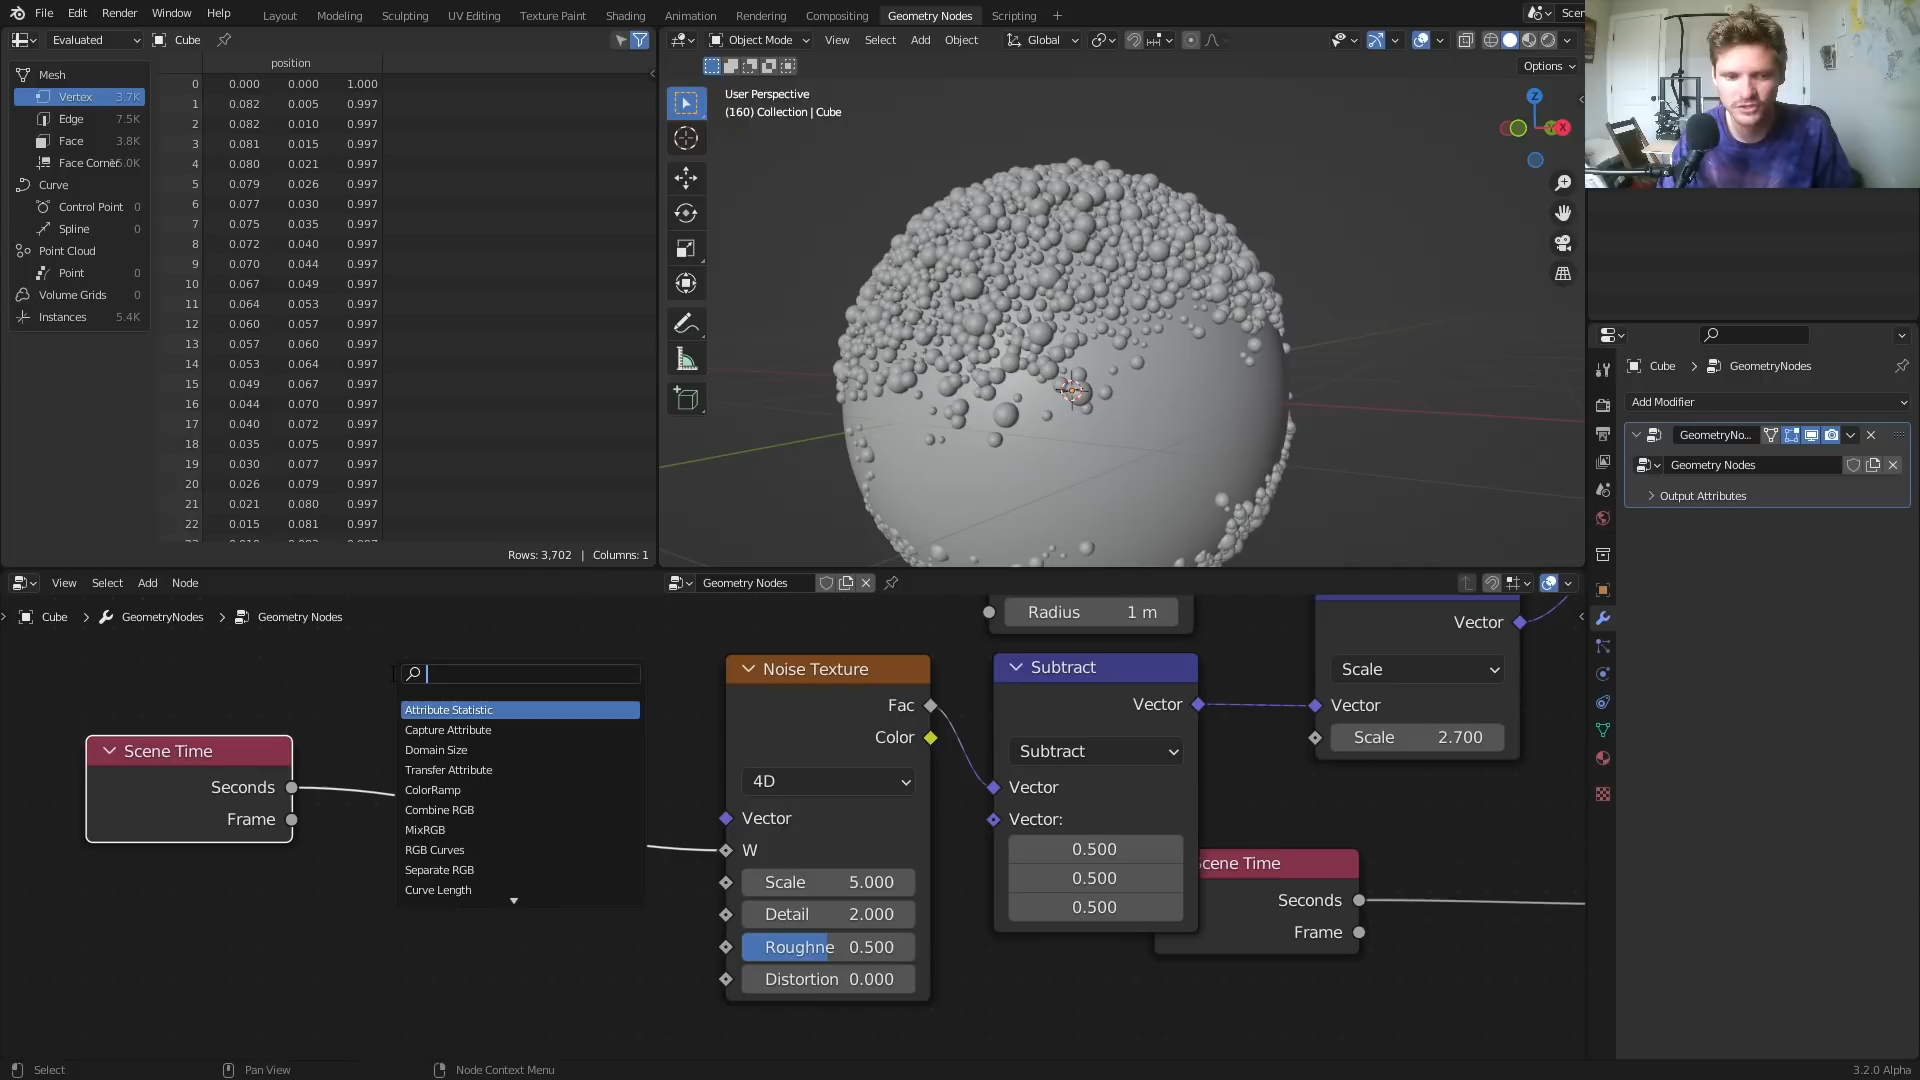 File Edit Render Window Help
Layout Modeling Sculpting UV Editing Texture Paint Shading Animation Rendering Compositing Geometry Nodes Scripting +
Scen
Evaluated
Cube
position
Mesh
Vertex 3.7K
Edge 7.5K
Face 3.8K
Face Corne
Curve
Control Point 0
Spline 0
Point Cloud
Point 0
Volume Grids 0
Instances 5.4K
0 0.000 0.000 1.000
1 0.082 0.005 0.997
2 0.082 0.010 0.997
3 0.081 0.015 0.997
4 0.080 0.021 0.997
5 0.079 0.026 0.997
6 0.077 0.030 0.997
7 0.075 0.035 0.997
8 0.072 0.040 0.997
9 0.070 0.044 0.997
10 0.067 0.049 0.997
11 0.064 0.053 0.997
12 0.060 0.057 0.997
13 0.057 0.060 0.997
14 0.053 0.064 0.997
15 0.049 0.067 0.997
16 0.044 0.070 0.997
17 0.040 0.072 0.997
18 0.035 0.075 0.997
19 0.030 0.077 0.997
20 0.026 0.079 0.997
21 0.021 0.080 0.997
22 0.015 0.081 0.997
Rows: 3,702 | Columns: 1
Object Mode View Select Add Object Global
Options
User Perspective
(160) Collection | Cube
Z
X
Cube > GeometryNodes
Add Modifier
GeometryNo...
Geometry Nodes
Output Attributes
View Select Add Node
Geometry Nodes
Cube > GeometryNodes > Geometry Nodes
Scene Time
Seconds
Frame
Attribute Statistic
Capture Attribute
Domain Size
Transfer Attribute
ColorRamp
Combine RGB
MixRGB
RGB Curves
Separate RGB
Curve Length
Noise Texture
Fac
Color
4D
Vector
W
Scale 5.000
Detail 2.000
Roughne 0.500
Distortion 0.000
Radius 1 m
Subtract
Vector
Subtract
Vector
Vector:
0.500
0.500
0.500
Vector
Scale
Vector
Scale 2.700
Scene Time
Seconds
Frame
Select Pan View Node Context Menu
3.2.0 Alpha